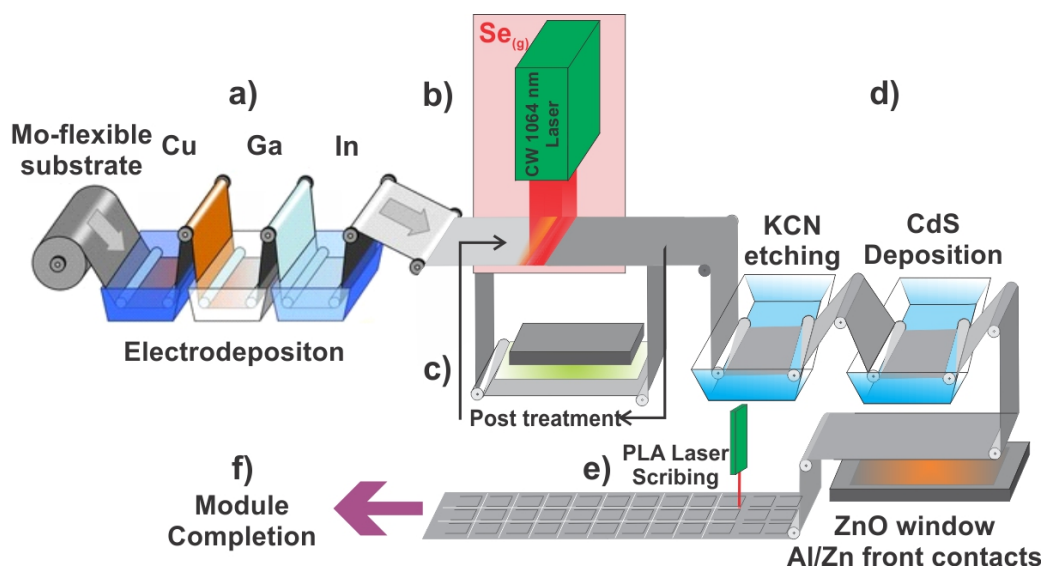 a)
Mo-flexible
substrate
Cu
Ga
In
Electrodepositon
b)
Se(g)
CW 1064 nm
Laser
c)
Post treatment
d)
KCN
etching
CdS
Deposition
ZnO window
Al/Zn front contacts
e)
PLA Laser
Scribing
f)
Module
Completion